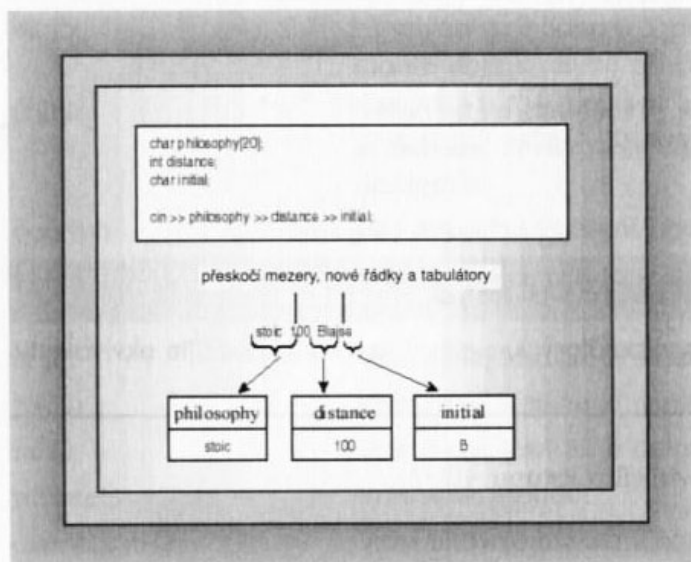 char philosophy[20];
int distance;
char initial;
cin >> philosophy >> distance >> initial;
přeskočí mezery, nové řádky a tabulátory
stoic 100 Blajse
philosophy distance initial
stoic 100 B